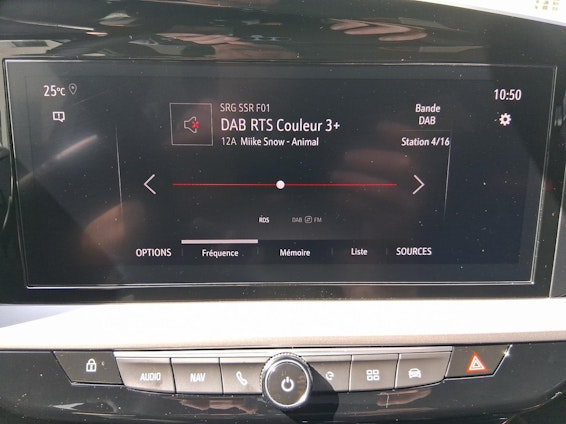 25°C
10:50
SRG SSR F01
DAB RTS Couleur 3+
12A Miike Snow - Animal
Bande
DAB
Station 4/16
RDS
DAB FM
OPTIONS Fréquence Mémoire Liste SOURCES
AUDIO NAV